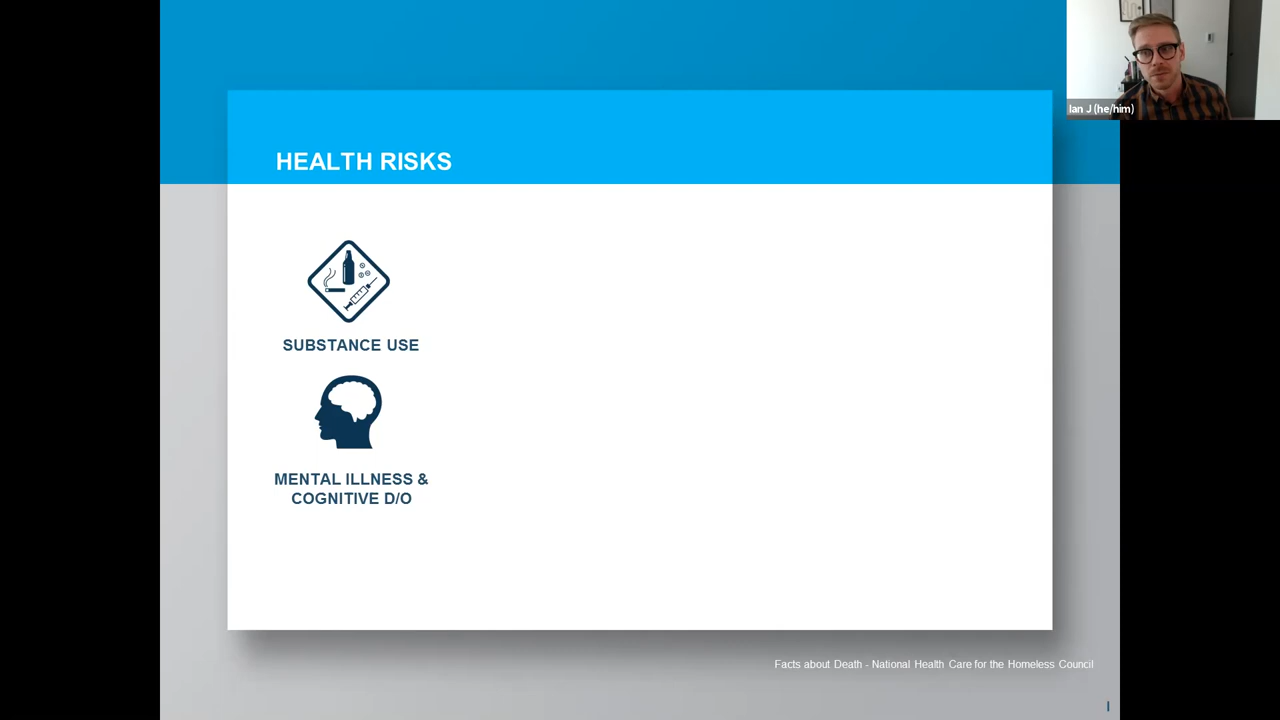 Ian J (he/him)
HEALTH RISKS
SUBSTANCE USE
MENTAL ILLNESS &
COGNITIVE D/O
Facts about Death - National Health Care for the Homeless Council